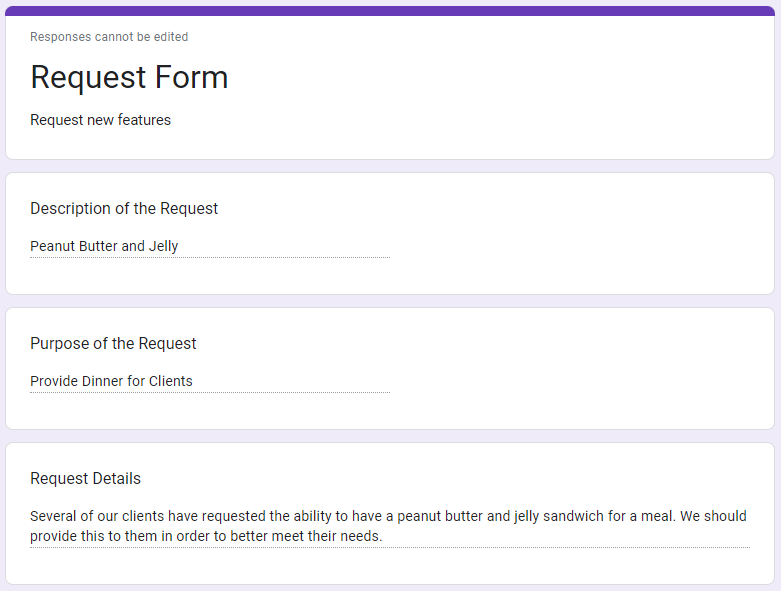 Responses cannot be edited
Request Form
Request new features
Description of the Request
Peanut Butter and Jelly
Purpose of the Request
Provide Dinner for Clients
Request Details
Several of our clients have requested the ability to have a peanut butter and jelly sandwich for a meal. We should
provide this to them in order to better meet their needs.